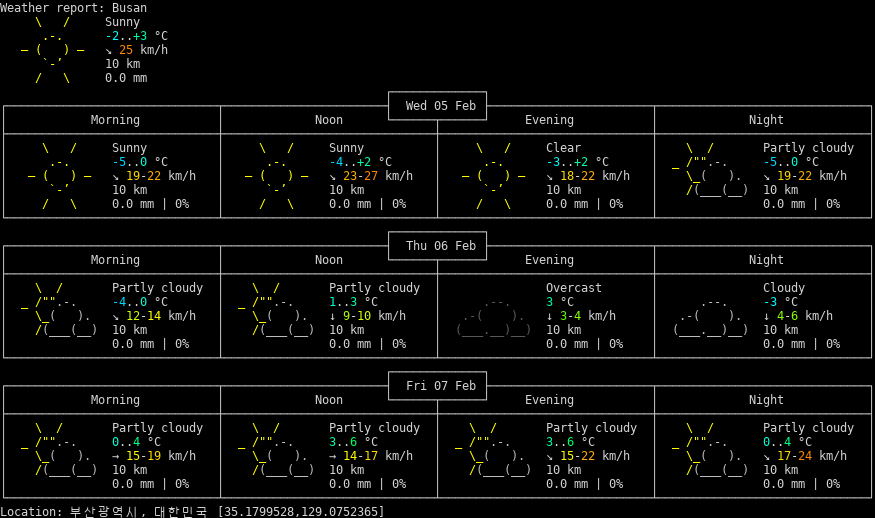 Weather report: Busan
Sunny
-2..+3 °C
↘ 25 km/h
10 km
0.0 mm
Wed 05 Feb
Morning Noon Evening Night
Sunny Sunny Clear Partly cloudy
-5..0 °C -4..+2 °C -3..+2 °C -5..0 °C
↘ 19-22 km/h ↘ 23-27 km/h ↘ 18-22 km/h ↘ 19-22 km/h
10 km 10 km 10 km 10 km
0.0 mm | 0% 0.0 mm | 0% 0.0 mm | 0% 0.0 mm | 0%
Thu 06 Feb
Morning Noon Evening Night
Partly cloudy Partly cloudy Overcast Cloudy
-4..0 °C 1..3 °C 3 °C -3 °C
↘ 12-14 km/h ↓ 9-10 km/h ↓ 3-4 km/h ↓ 4-6 km/h
10 km 10 km 10 km 10 km
0.0 mm | 0% 0.0 mm | 0% 0.0 mm | 0% 0.0 mm | 0%
Fri 07 Feb
Morning Noon Evening Night
Partly cloudy Partly cloudy Partly cloudy Partly cloudy
0..4 °C 3..6 °C 3..6 °C 0..4 °C
→ 15-19 km/h → 14-17 km/h ↘ 15-22 km/h ↘ 17-24 km/h
10 km 10 km 10 km 10 km
0.0 mm | 0% 0.0 mm | 0% 0.0 mm | 0% 0.0 mm | 0%
Location: 부산광역시, 대한민국 [35.1799528,129.0752365]